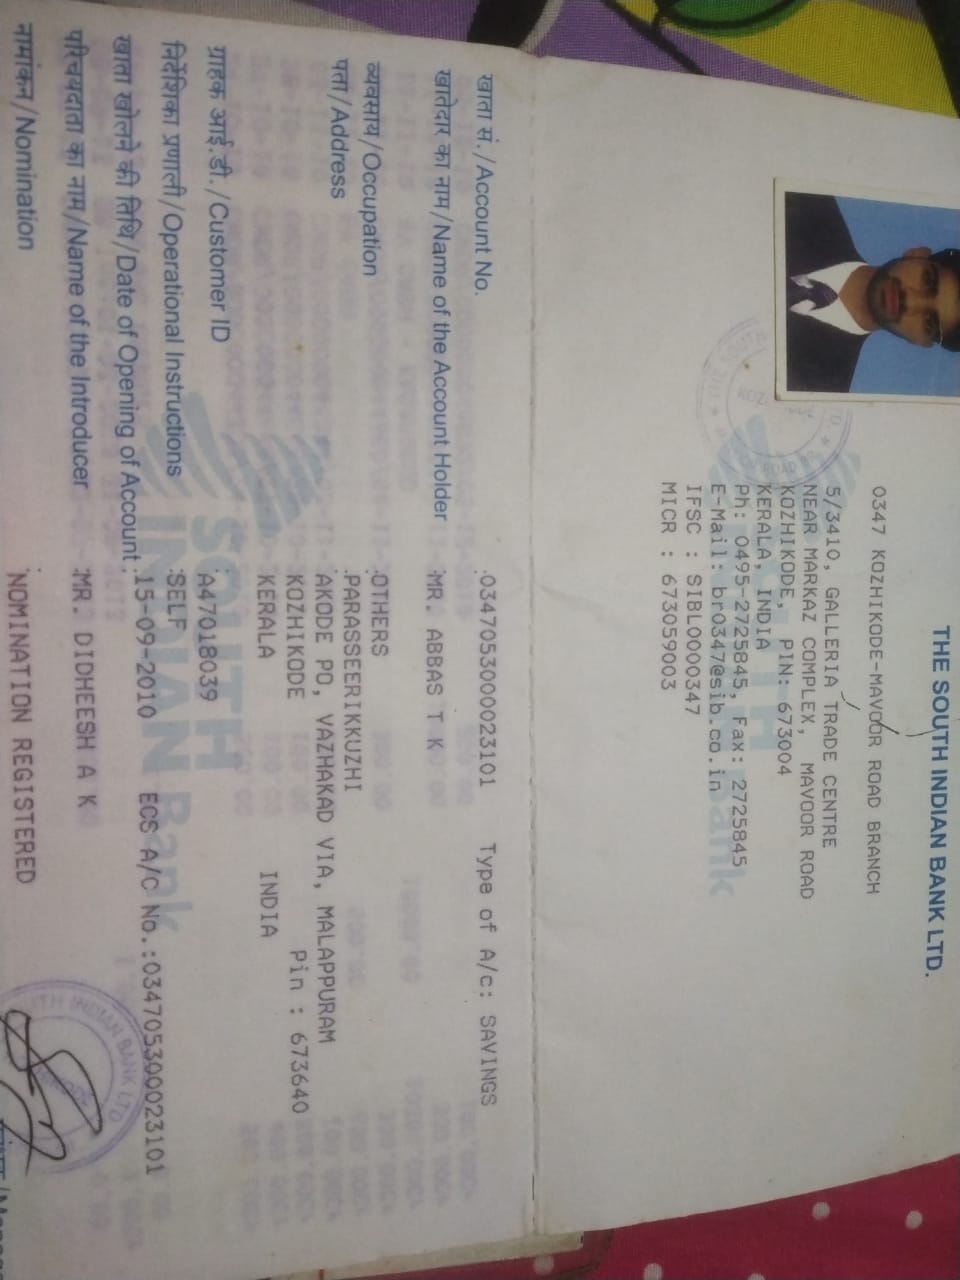 THE SOUTH INDIAN BANK LTD.
0347 KOZHIKODE-MAVOOR ROAD BRANCH
5/3410, GALLERIA TRADE CENTRE
NEAR MARKAZ COMPLEX, MAVOOR ROAD
KOZHIKODE, PIN-673004
KERALA, INDIA
Ph: 0495-2725845, Fax: 2725845
E-Mail: br0347@sib.co.in
IFSC : SIBL0000347
MICR : 673059003
खाता सं./Account No. :0347053000023101 Type of A/c: SAVINGS
खातेदार का नाम/Name of the Account Holder :MR. ABBAS T K
व्यवसाय/Occupation :OTHERS
पता/Address :PARASSEERIKKUZHI
AKODE PO, VAZHAKAD VIA, MALAPPURAM
KOZHIKODE Pin : 673640
KERALA INDIA
ग्राहक आई.डी./Customer ID :A47018039
निर्देशिका प्रणाली/Operational Instructions :SELF
खाता खोलने की तिथि/Date of Opening of Account :15-09-2010 ECS A/C No.:0347053000023101
परिचयदाता का नाम/Name of the Introducer :MR. DIDHEESH A K
नामांकन/Nomination :NOMINATION REGISTERED
SOUTH
INDIAN Bank